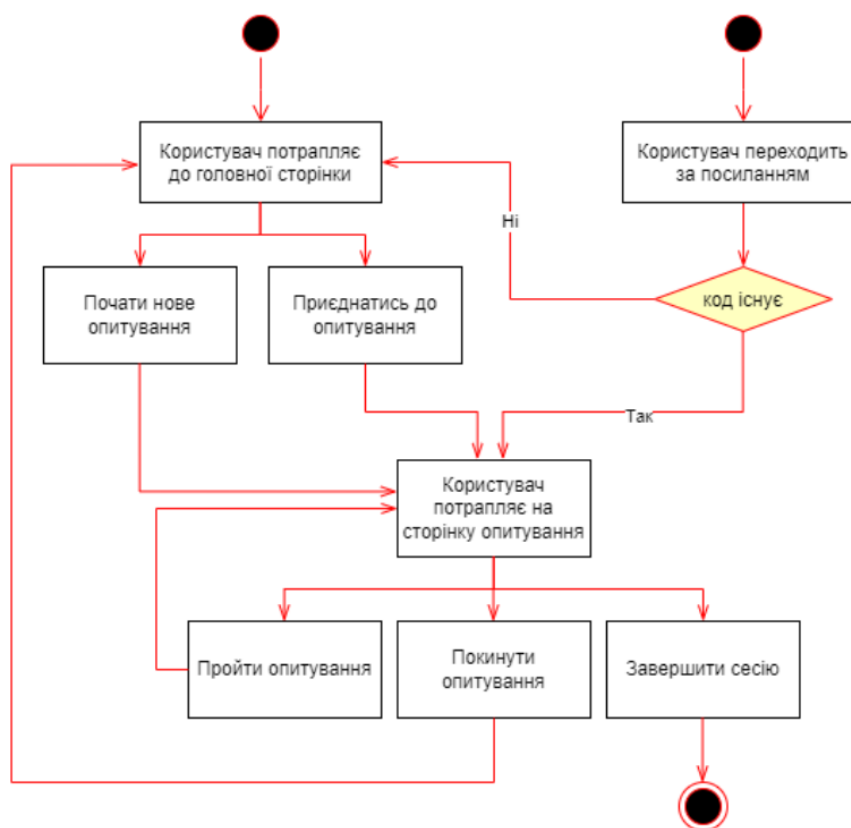 Користувач потрапляє
до головної сторінки
Користувач переходить
за посиланням
Ні
Почати нове
опитування
Приєднатись до
опитування
код існує
Так
Користувач
потрапляє на
сторінку опитування
Пройти опитування
Покинути
опитування
Завершити сесію